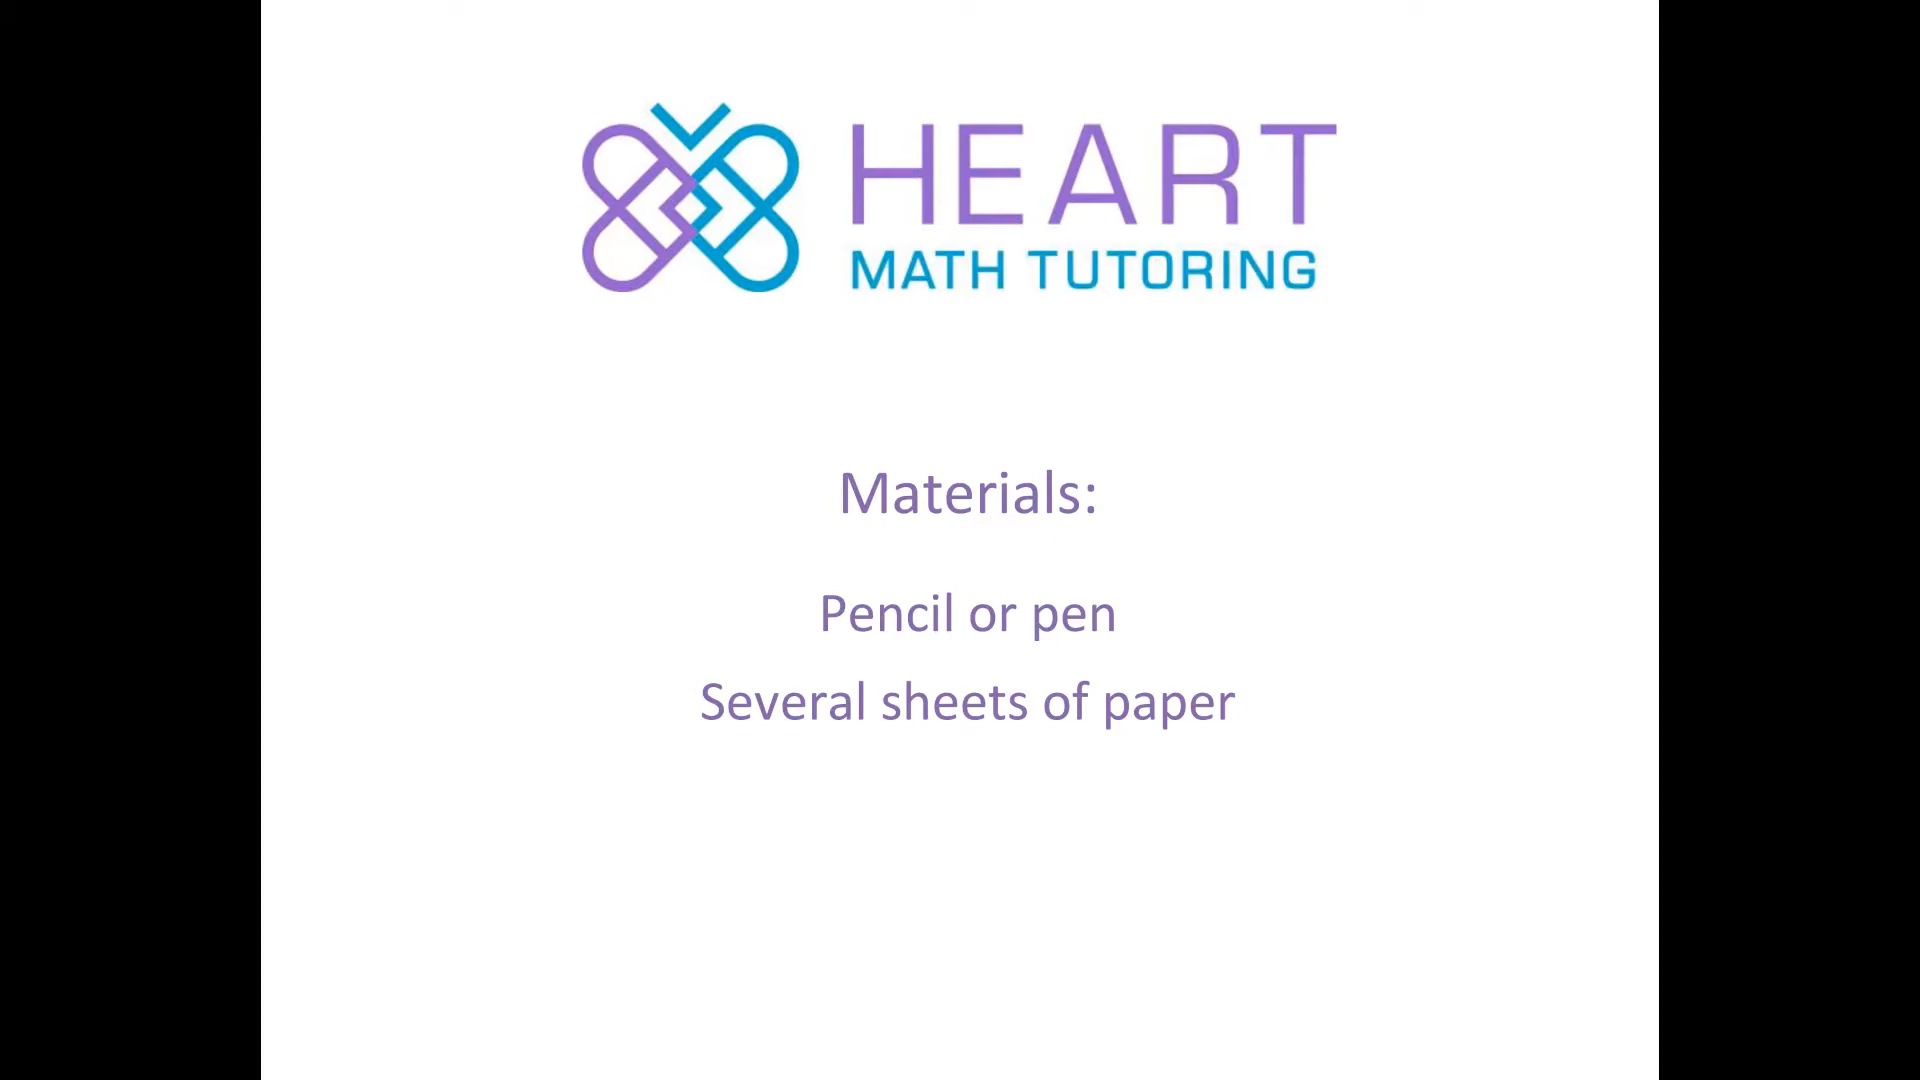 HEART
MATH TUTORING
Materials:
Pencil or pen
Several sheets of paper